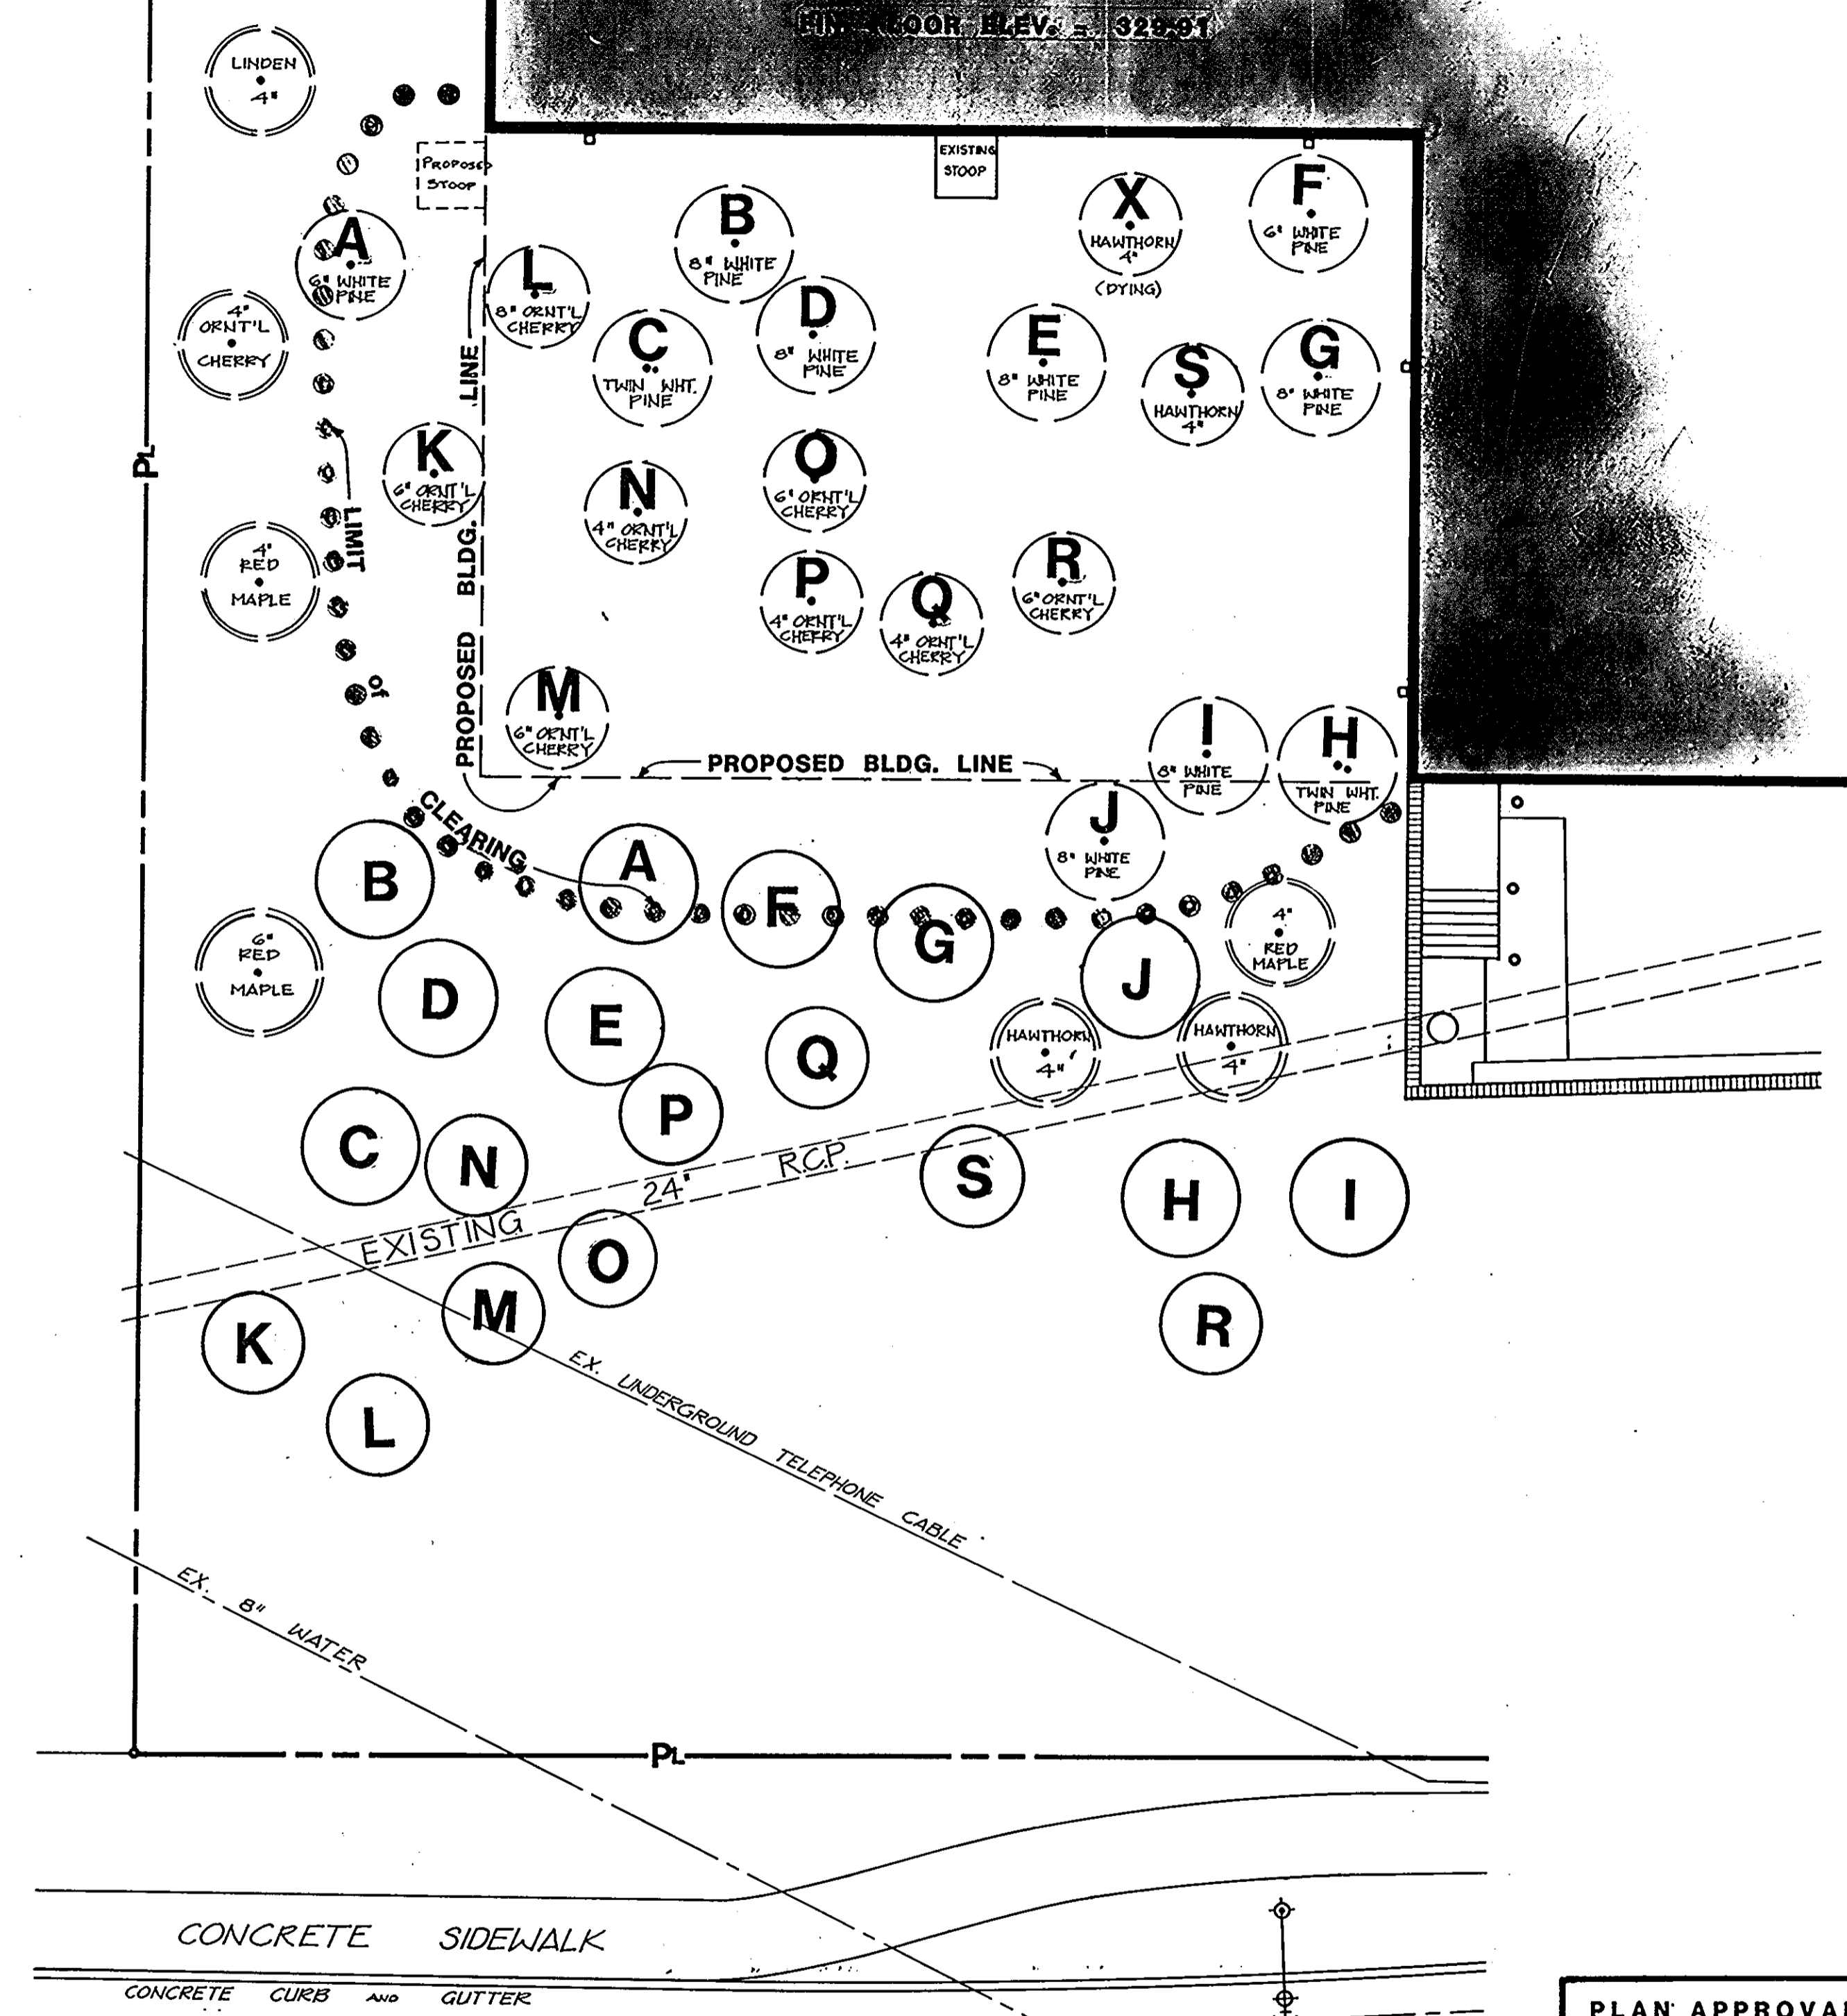 FIN. FLOOR ELEV. = 329.91
LINDEN
4"
PROPOSED
STOOP
EXISTING
STOOP
A
6" WHITE
PINE
B
8" WHITE
PINE
X
HAWTHORN
4"
(DYING)
F
6" WHITE
PINE
L
8" ORNT'L
CHERRY
C
TWIN WHT.
PINE
D
8" WHITE
PINE
E
8" WHITE
PINE
S
HAWTHORN
4"
G
8" WHITE
PINE
4"
ORNT'L
CHERRY
PL
K
6" ORNT'L
CHERRY
N
4" ORNT'L
CHERRY
O
6" ORNT'L
CHERRY
P
4" ORNT'L
CHERRY
Q
4" ORNT'L
CHERRY
R
6" ORNT'L
CHERRY
4"
RED
MAPLE
LIMIT of CLEARING
PROPOSED BLDG. LINE
M
6" ORNT'L
CHERRY
PROPOSED BLDG. LINE
I
8" WHITE
PINE
H
TWIN WHT.
PINE
J
8" WHITE
PINE
B
A
F
G
J
4"
RED
MAPLE
6"
RED
MAPLE
D
E
Q
HAWTHORN
4"
HAWTHORN
4"
C
N
P
S
H
I
EXISTING 24" R.C.P.
O
K
M
R
L
EX. UNDERGROUND TELEPHONE CABLE
EX. 8" WATER
PL
CONCRETE SIDEWALK
CONCRETE CURB AND GUTTER
PLAN APPROVAL